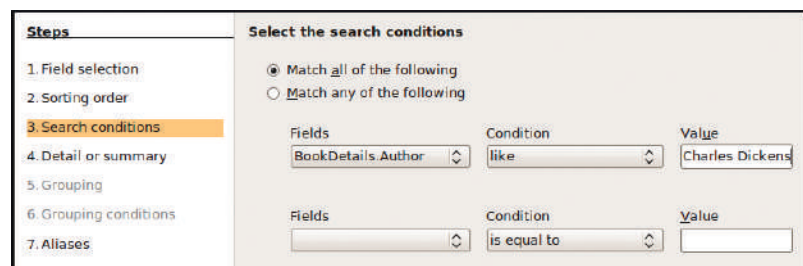 Steps
1. Field selection
2. Sorting order
3. Search conditions
4. Detail or summary
5. Grouping
6. Grouping conditions
7. Aliases
Select the search conditions
Match all of the following
Match any of the following
Fields Condition Value
BookDetails.Author like Charles Dickens
Fields Condition Value
is equal to